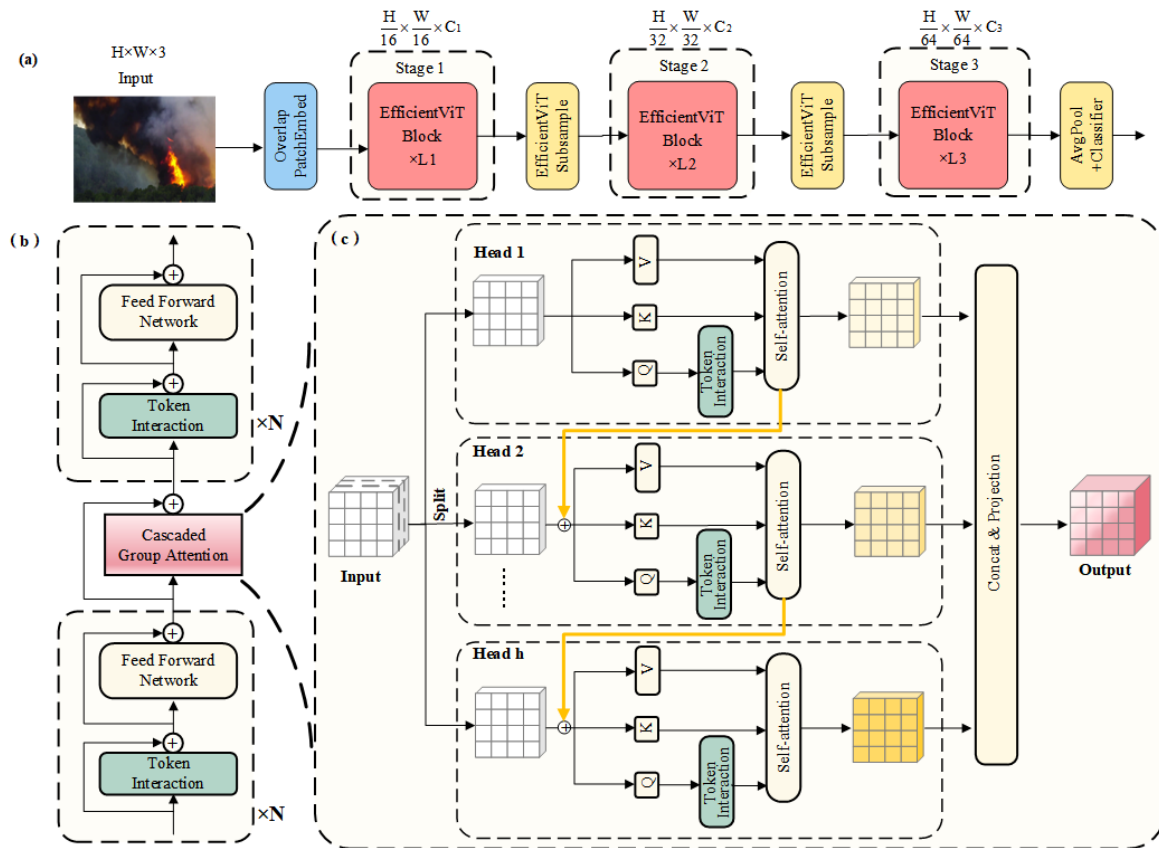 (a)
H×W×3
Input
Overlap
PatchEmbed
H/16 × W/16 × C₁
Stage 1
EfficientViT
Block
×L1
EfficientViT
Subsample
H/32 × W/32 × C₂
Stage 2
EfficientViT
Block
×L2
EfficientViT
Subsample
H/64 × W/64 × C₃
Stage 3
EfficientViT
Block
×L3
AvgPool
+Classifier
( b )
Feed Forward
Network
Token
Interaction
×N
Cascaded
Group Attention
Feed Forward
Network
Token
Interaction
×N
( c )
Input
Split
Head 1
V
K
Q
Token
Interaction
Self-attention
Head 2
V
K
Q
Token
Interaction
Self-attention
......
Head h
V
K
Q
Token
Interaction
Self-attention
Concat & Projection
Output